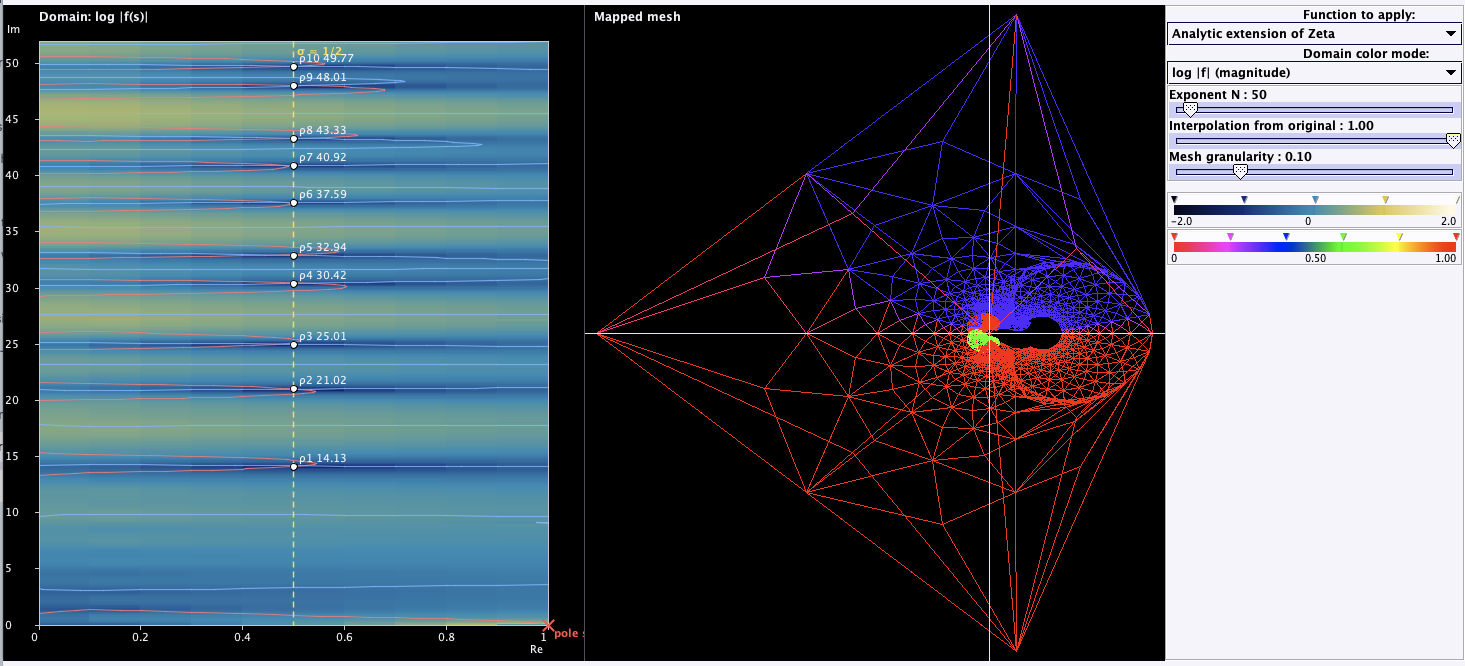 Domain: log |f(s)|
Im
σ = 1/2
ρ10 49.77
ρ9 48.01
ρ8 43.33
ρ7 40.92
ρ6 37.59
ρ5 32.94
ρ4 30.42
ρ3 25.01
ρ2 21.02
ρ1 14.13
50
45
40
35
30
25
20
15
10
5
0
0 0.2 0.4 0.6 0.8 1
pole
Re
Mapped mesh
Function to apply:
Analytic extension of Zeta
Domain color mode:
log |f| (magnitude)
Exponent N : 50
Interpolation from original : 1.00
Mesh granularity : 0.10
-2.0 0 2.0
0 0.50 1.00